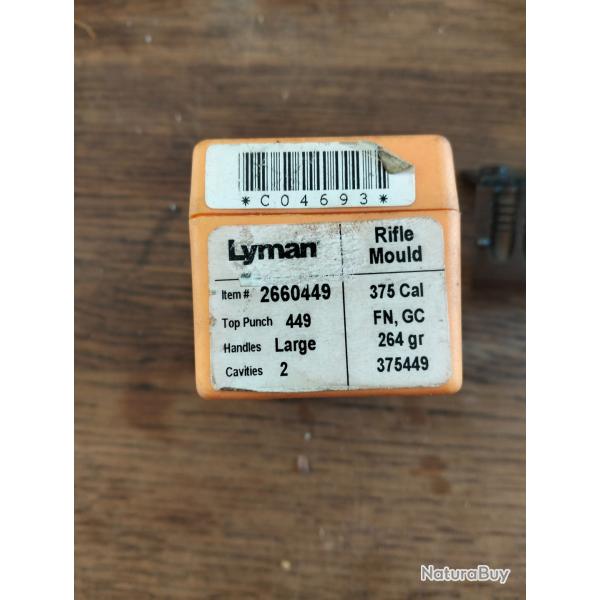 *C04693*
Lyman
Item # 2660449
Top Punch 449
Handles Large
Cavities 2
Rifle
Mould
375 Cal
FN, GC
264 gr
375449
NaturaBuy